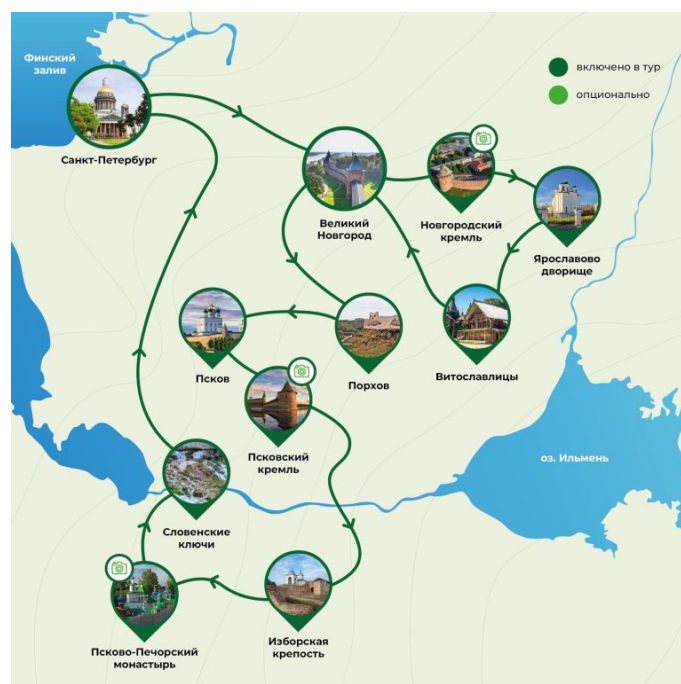 Финский
залив
включено в тур
опционально
Санкт-Петербург
Великий
Новгород
Новгородский
кремль
Ярославово
дворище
Псков
Порхов
Витославлицы
Псковский
кремль
оз. Ильмень
Словенские
ключи
Изборская
крепость
Псково-Печорский
монастырь